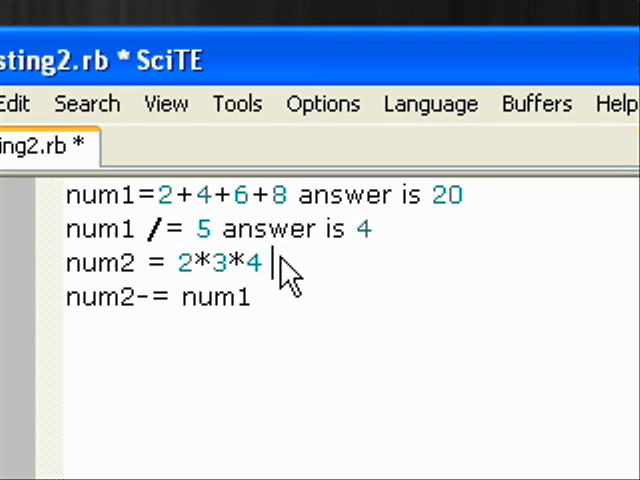 sting2.rb * SciTE
Edit Search View Tools Options Language Buffers Help
ing2.rb *
num1=2+4+6+8 answer is 20
num1 /= 5 answer is 4
num2 = 2*3*4
num2-= num1